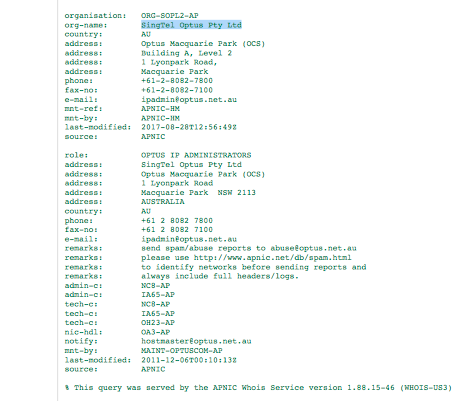 organisation: ORG-SOPL2-AP
org-name: SingTel Optus Pty Ltd
country: AU
address: Optus Macquarie Park (OCS)
address: Building A, Level 2
address: 1 Lyonpark Road,
address: Macquarie Park
phone: +61-2-8082-7800
fax-no: +61-2-8082-7100
e-mail: ipadmin@optus.net.au
mnt-ref: APNIC-HM
mnt-by: APNIC-HM
last-modified: 2017-08-28T12:56:49Z
source: APNIC
role: OPTUS IP ADMINISTRATORS
address: SingTel Optus Pty Ltd
address: Optus Macquarie Park (OCS)
address: 1 Lyonpark Road
address: Macquarie Park NSW 2113
address: AUSTRALIA
country: AU
phone: +61 2 8082 7800
fax-no: +61 2 8082 7100
e-mail: ipadmin@optus.net.au
remarks: send spam/abuse reports to abuse@optus.net.au
remarks: please use http://www.apnic.net/db/spam.html
remarks: to identify networks before sending reports and
remarks: always include full headers/logs.
admin-c: NC8-AP
admin-c: IA65-AP
tech-c: NC8-AP
tech-c: IA65-AP
tech-c: OH23-AP
nic-hdl: OA3-AP
notify: hostmaster@optus.net.au
mnt-by: MAINT-OPTUSCOM-AP
last-modified: 2011-12-06T00:10:13Z
source: APNIC
% This query was served by the APNIC Whois Service version 1.88.15-46 (WHOIS-US3)